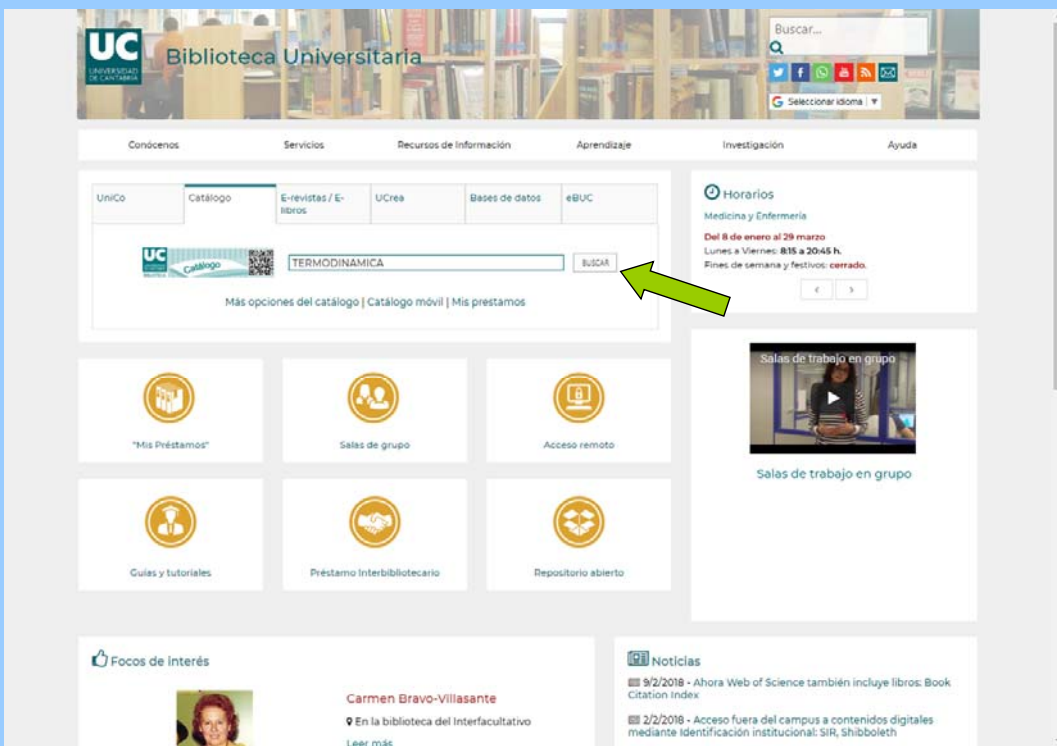 UC
UNIVERSIDAD
DE CANTABRIA
Biblioteca Universitaria
Buscar...
Seleccionar idioma ▼
Conócenos
Servicios
Recursos de Información
Aprendizaje
Investigación
Ayuda
UniCo
Catálogo
E-revistas / E-
libros
UCrea
Bases de datos
eBUC
UC
Catálogo
TERMODINAMICA
BUSCAR
Más opciones del catálogo | Catálogo móvil | Mis prestamos
Horarios
Medicina y Enfermería
Del 8 de enero al 29 marzo
Lunes a Viernes: 8:15 a 20:45 h.
Fines de semana y festivos: cerrado.
"Mis Préstamos"
Salas de grupo
Acceso remoto
Guías y tutoriales
Préstamo Interbibliotecario
Repositorio abierto
Salas de trabajo en grupo
Salas de trabajo en grupo
Focos de interés
Carmen Bravo-Villasante
En la biblioteca del Interfacultativo
Leer más
Noticias
9/2/2018 - Ahora Web of Science también incluye libros: Book
Citation Index
2/2/2018 - Acceso fuera del campus a contenidos digitales
mediante Identificación institucional: SIR, Shibboleth